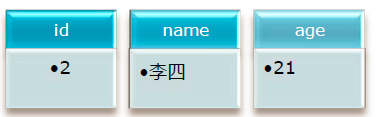 id name age
•2 •李四 •21